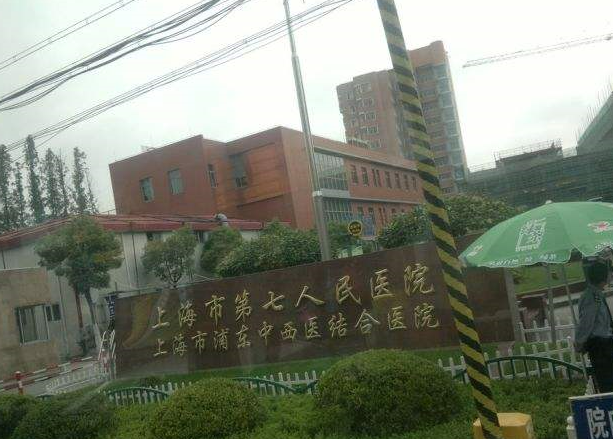 上海市第七人民医院
上海市浦东中西医结合医院
院